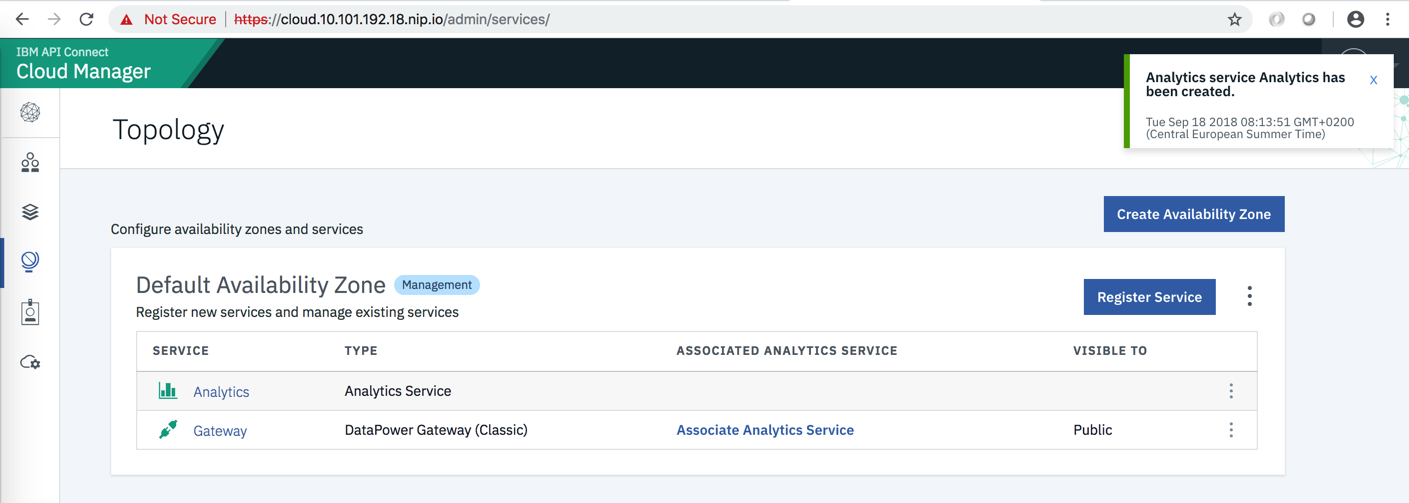 Not Secure | https://cloud.10.101.192.18.nip.io/admin/services/
IBM API Connect
Cloud Manager
Analytics service Analytics has
been created.
X
Tue Sep 18 2018 08:13:51 GMT+0200
(Central European Summer Time)
Topology
Create Availability Zone
Configure availability zones and services
Default Availability Zone Management
Register Service
Register new services and manage existing services
SERVICE TYPE ASSOCIATED ANALYTICS SERVICE VISIBLE TO
Analytics Analytics Service
Gateway DataPower Gateway (Classic) Associate Analytics Service Public